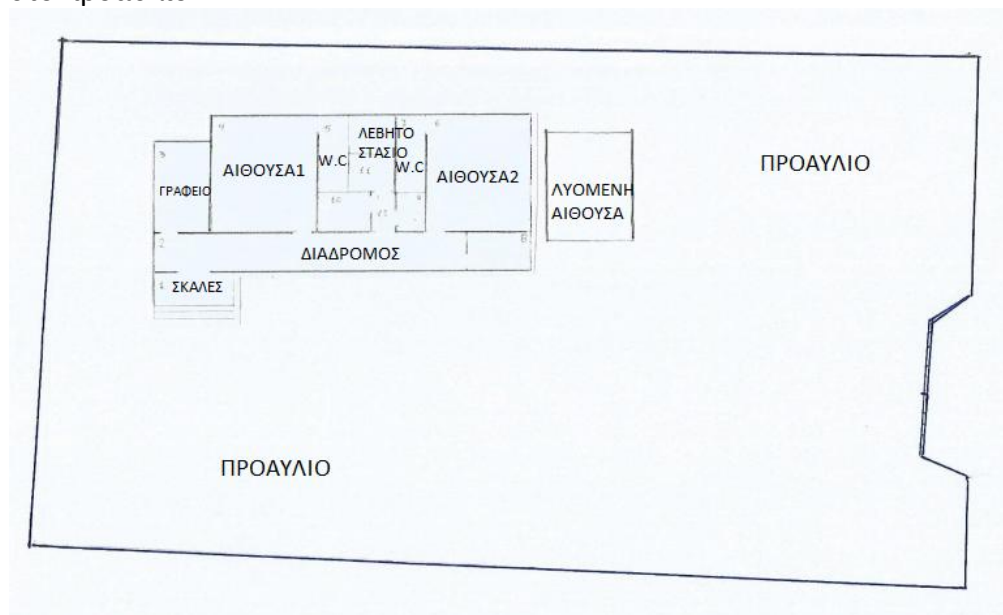 ΠΡΟΑΥΛΙΟ
ΓΡΑΦΕΙΟ
ΑΙΘΟΥΣΑ1
W.C
ΛΕΒΗΤΟ
ΣΤΑΣΙΟ
W.C
ΑΙΘΟΥΣΑ2
ΛΥΟΜΕΝΗ
ΑΙΘΟΥΣΑ
ΔΙΑΔΡΟΜΟΣ
ΣΚΑΛΕΣ
ΠΡΟΑΥΛΙΟ